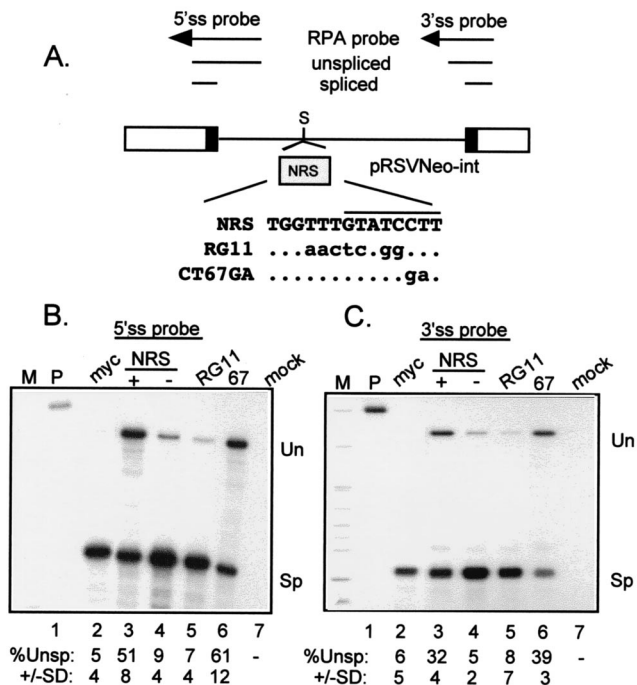 5'ss probe 3'ss probe
A. RPA probe
unspliced
spliced
S
NRS pRSVNeo-int
NRS TGGTTTGTATCCTT
RG11 ...aactc.gg...
CT67GA ...........ga.
B. C.
5'ss probe
M P myc NRS + - RG11 67 mock
Un
Sp
1 2 3 4 5 6 7
%Unsp: 5 51 9 7 61 -
+/-SD: 4 8 4 4 12
3'ss probe
M P myc NRS + - RG11 67 mock
Un
Sp
1 2 3 4 5 6 7
%Unsp: 6 32 5 8 39 -
+/-SD: 5 4 2 7 3